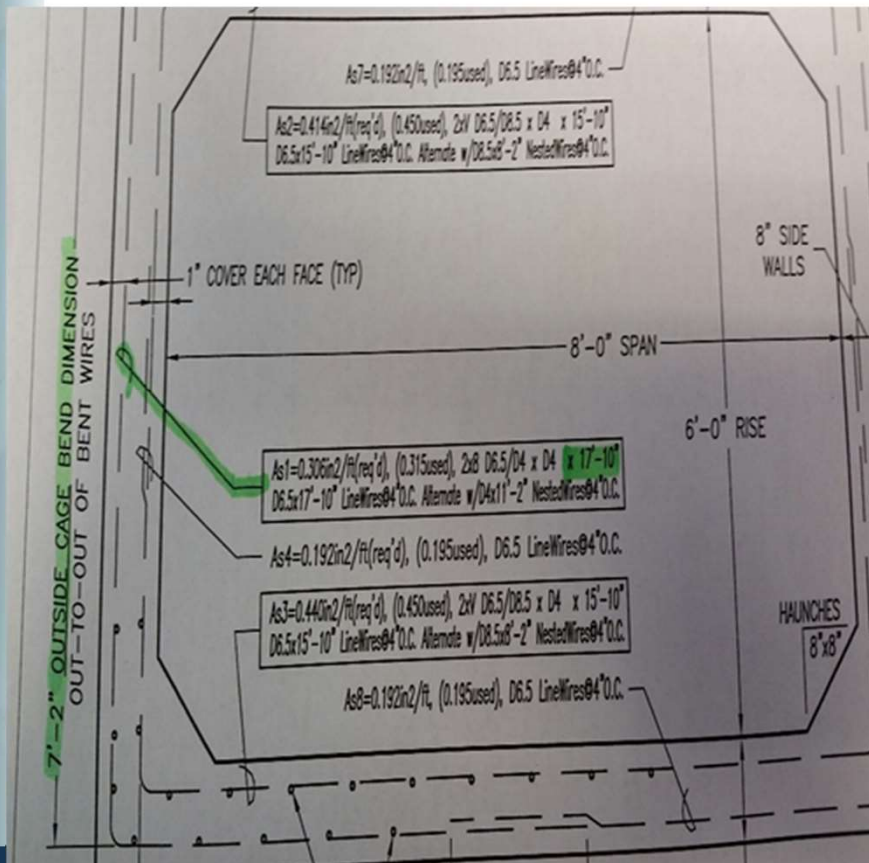 As7=0.192in2/ft, (0.195used), D6.5 LineWires@4"O.C.
As2=0.414in2/ft(req'd), (0.450used), 2xV D6.5/D8.5 x D4 x 15'-10"
D6.5x15'-10" LineWires@4"O.C. Alternate w/D8.5x8'-2" NestedWires@4"O.C.
8" SIDE
WALLS
1" COVER EACH FACE (TYP)
7'-2" OUTSIDE CAGE BEND DIMENSION
OUT-TO-OUT OF BENT WIRES
8'-0" SPAN
6'-0" RISE
As1=0.306in2/ft(req'd), (0.315used), 2x8 D6.5/D4 x D4 x 17'-10"
D6.5x17'-10" LineWires@4"O.C. Alternate w/D4x11'-2" NestedWires@4"O.C.
As4=0.192in2/ft(req'd), (0.195used), D6.5 LineWires@4"O.C.
As3=0.440in2/ft(req'd), (0.450used), 2xV D6.5/D8.5 x D4 x 15'-10"
D6.5x15'-10" LineWires@4"O.C. Alternate w/D8.5x8'-2" NestedWires@4"O.C.
HAUNCHES
8"x8"
As8=0.192in2/ft, (0.195used), D6.5 LineWires@4"O.C.